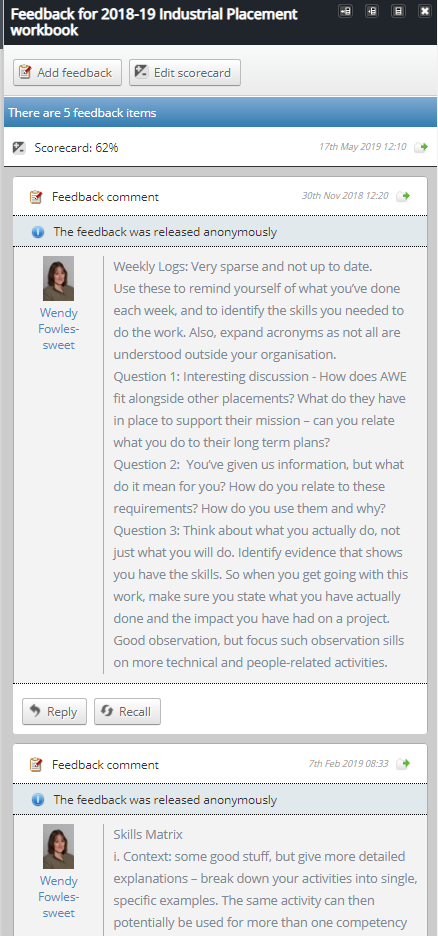 Feedback for 2018-19 Industrial Placement
workbook
Add feedback
Edit scorecard
There are 5 feedback items
Scorecard: 62%
17th May 2019 12:10
Feedback comment
30th Nov 2018 12:20
The feedback was released anonymously
Wendy
Fowles-
sweet
Weekly Logs: Very sparse and not up to date.
Use these to remind yourself of what you've done
each week, and to identify the skills you needed to
do the work. Also, expand acronyms as not all are
understood outside your organisation.
Question 1: Interesting discussion - How does AWE
fit alongside other placements? What do they have
in place to support their mission – can you relate
what you do to their long term plans?
Question 2:  You've given us information, but what
do it mean for you? How do you relate to these
requirements? How do you use them and why?
Question 3: Think about what you actually do, not
just what you will do. Identify evidence that shows
you have the skills. So when you get going with this
work, make sure you state what you have actually
done and the impact you have had on a project.
Good observation, but focus such observation sills
on more technical and people-related activities.
Reply
Recall
Feedback comment
7th Feb 2019 08:33
The feedback was released anonymously
Wendy
Fowles-
sweet
Skills Matrix
i. Context: some good stuff, but give more detailed
explanations – break down your activities into single,
specific examples. The same activity can then
potentially be used for more than one competency